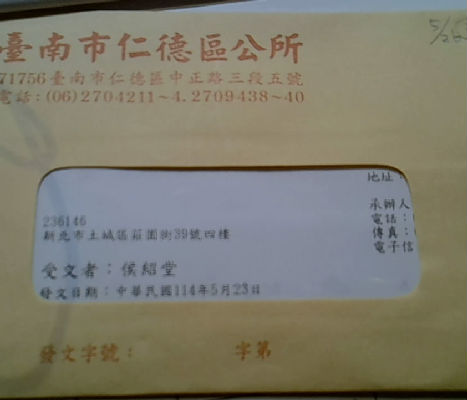 臺南市仁德區公所
5/26
71756臺南市仁德區中正路三段五號
電話:(06)2704211~4.2709438~40
地址:
承辦人
電話:
傳真:
電子信
236146
新北市土城區莊園街39號四樓
受文者:侯紹堂
發文日期:中華民國114年5月23日
發文字號: 字第